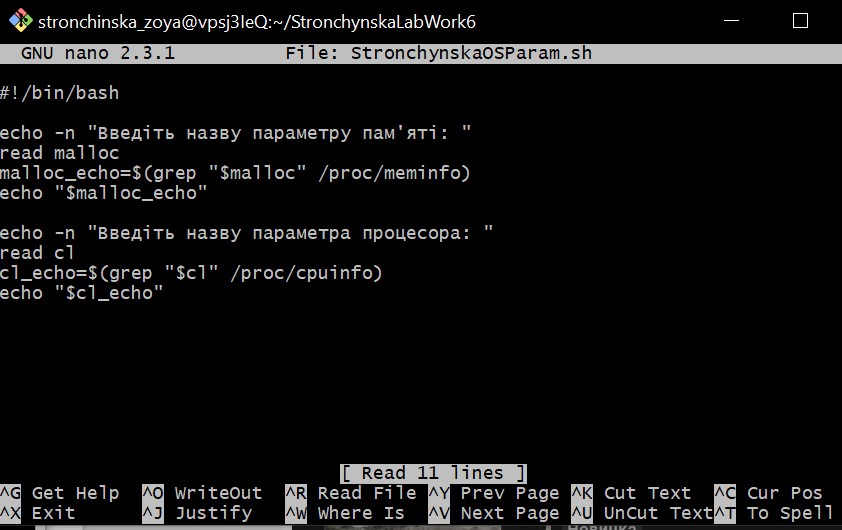 stronchinska_zoya@vpsj3IeQ:~/StronchynskaLabWork6
GNU nano 2.3.1 File: StronchynskaOSParam.sh
#!/bin/bash
echo -n "Введіть назву параметру пам'яті: "
read malloc
malloc_echo=$(grep "$malloc" /proc/meminfo)
echo "$malloc_echo"
echo -n "Введіть назву параметра процесора: "
read cl
cl_echo=$(grep "$cl" /proc/cpuinfo)
echo "$cl_echo"
[ Read 11 lines ]
^G Get Help ^O WriteOut ^R Read File ^Y Prev Page ^K Cut Text ^C Cur Pos
^X Exit ^J Justify ^W Where Is ^V Next Page ^U UnCut Text ^T To Spell